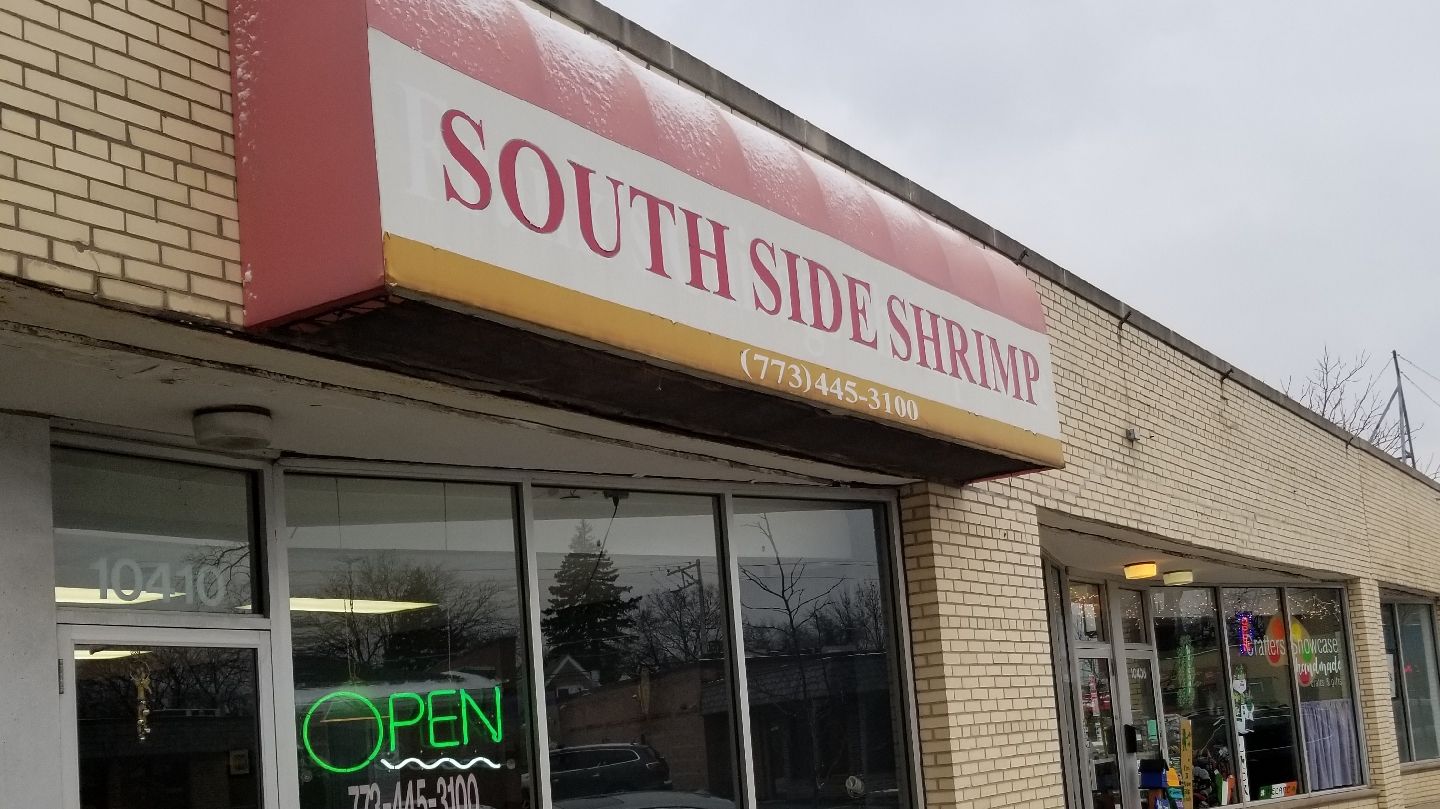 SOUTH SIDE SHRIMP
(773)445-3100
10410
OPEN
773-445-3100
Crafters Showcase
handmade